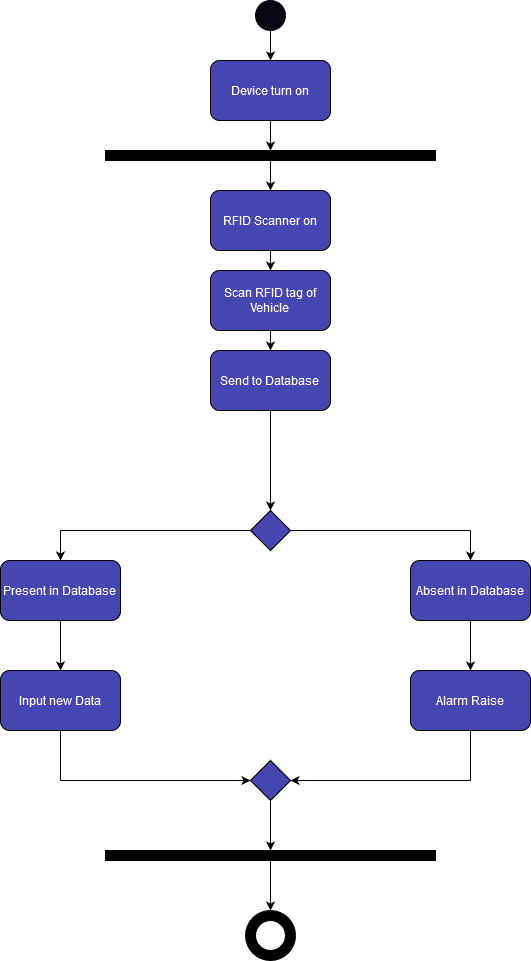 Device turn on
RFID Scanner on
Scan RFID tag of
Vehicle
Send to Database
Present in Database
Absent in Database
Input new Data
Alarm Raise